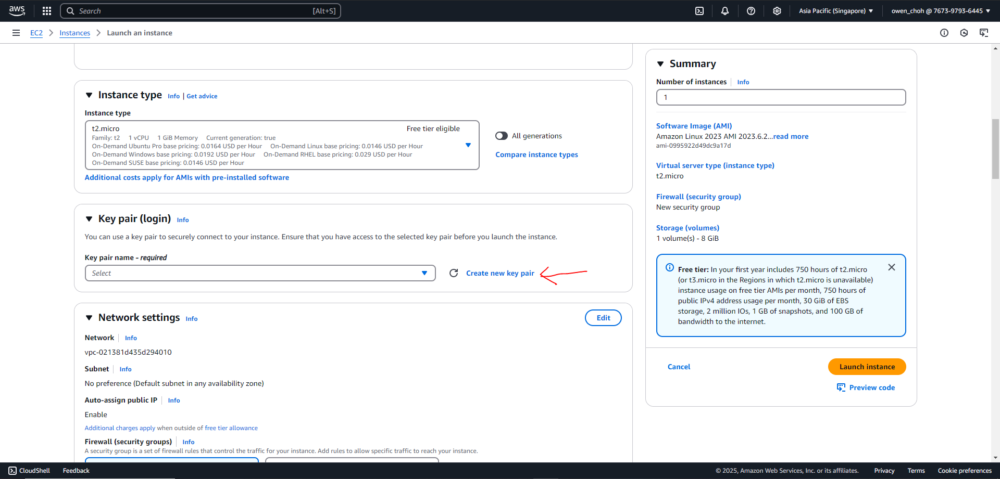 aws
Search [Alt+S]
Asia Pacific (Singapore)
owen_choh @ 7673-9793-6445
EC2 Instances Launch an instance
Instance type Info | Get advice
Instance type
t2.micro Free tier eligible
Family: t2 1 vCPU 1 GiB Memory Current generation: true
On-Demand Ubuntu Pro base pricing: 0.0164 USD per Hour On-Demand Linux base pricing: 0.0146 USD per Hour
On-Demand Windows base pricing: 0.0192 USD per Hour On-Demand RHEL base pricing: 0.029 USD per Hour
On-Demand SUSE base pricing: 0.0146 USD per Hour
All generations
Compare instance types
Additional costs apply for AMIs with pre-installed software
Key pair (login) Info
You can use a key pair to securely connect to your instance. Ensure that you have access to the selected key pair before you launch the instance.
Key pair name - required
Select
Create new key pair
Network settings Info
Edit
Network Info
vpc-021381d435d294010
Subnet Info
No preference (Default subnet in any availability zone)
Auto-assign public IP Info
Enable
Additional charges apply when outside of free tier allowance
Firewall (security groups) Info
A security group is a set of firewall rules that control the traffic for your instance. Add rules to allow specific traffic to reach your instance.
Summary
Number of instances Info
1
Software Image (AMI)
Amazon Linux 2023 AMI 2023.6.2...read more
ami-0995922d49dc9a17d
Virtual server type (instance type)
t2.micro
Firewall (security group)
New security group
Storage (volumes)
1 volume(s) - 8 GiB
Free tier: In your first year includes 750 hours of t2.micro
(or t3.micro in the Regions in which t2.micro is unavailable)
instance usage on free tier AMIs per month, 750 hours of
public IPv4 address usage per month, 30 GiB of EBS
storage, 2 million IOs, 1 GB of snapshots, and 100 GB of
bandwidth to the internet.
Cancel
Launch instance
Preview code
CloudShell Feedback
© 2025, Amazon Web Services, Inc. or its affiliates. Privacy Terms Cookie preferences